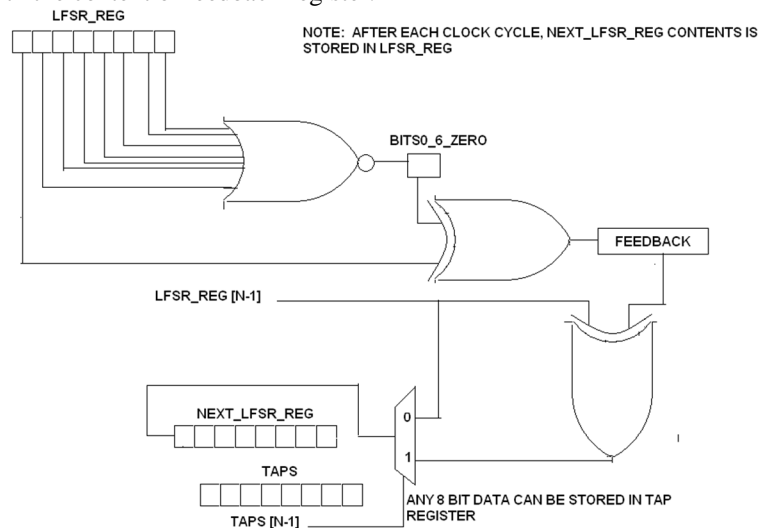 LFSR_REG
NOTE: AFTER EACH CLOCK CYCLE, NEXT_LFSR_REG CONTENTS IS
STORED IN LFSR_REG
BITS0_6_ZERO
FEEDBACK
LFSR_REG [N-1]
0
NEXT_LFSR_REG
1
TAPS
ANY 8 BIT DATA CAN BE STORED IN TAP
REGISTER
TAPS [N-1]